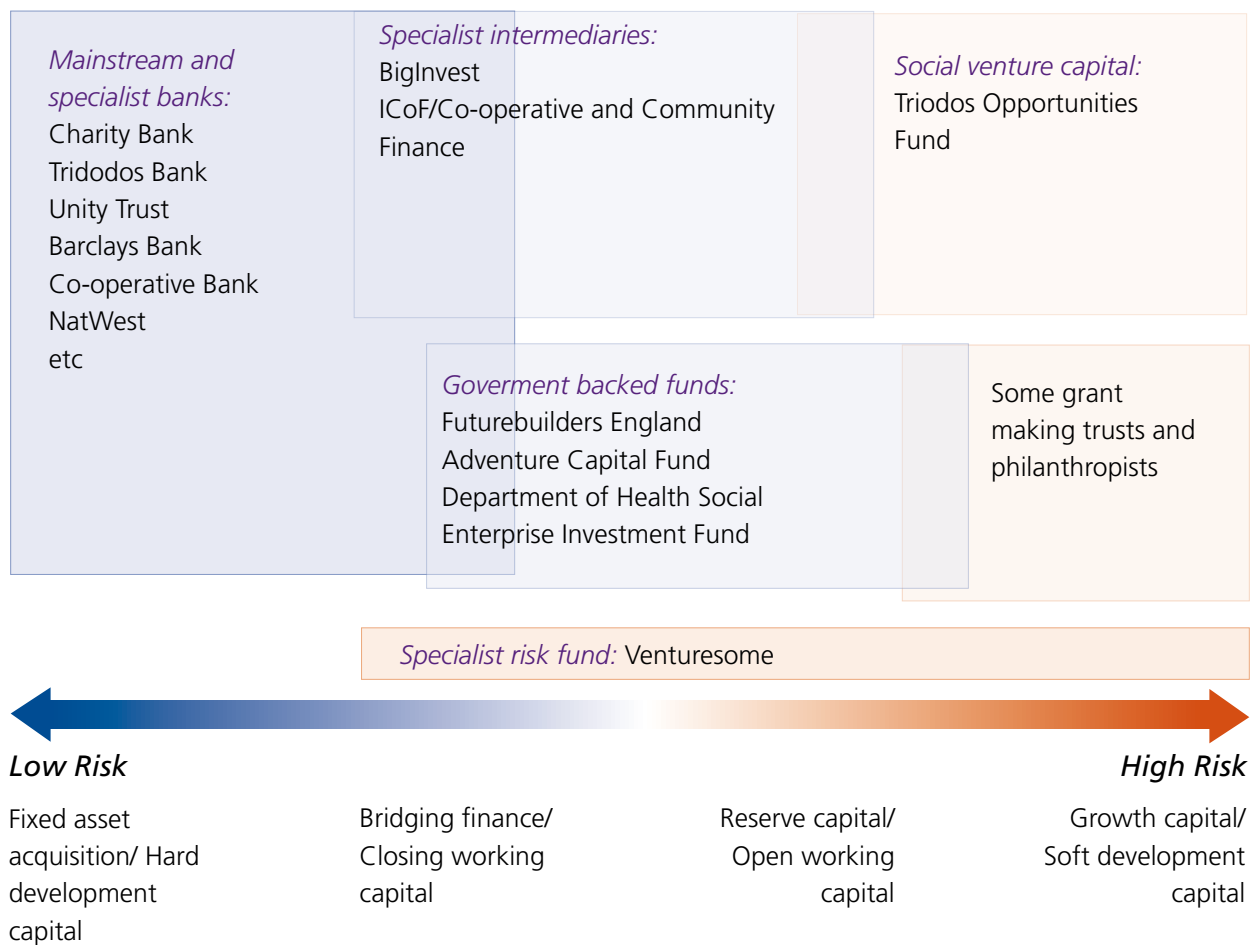 Mainstream and
specialist banks:
Charity Bank
Tridodos Bank
Unity Trust
Barclays Bank
Co-operative Bank
NatWest
etc
Specialist intermediaries:
BigInvest
ICoF/Co-operative and Community
Finance
Social venture capital:
Triodos Opportunities
Fund
Goverment backed funds:
Futurebuilders England
Adventure Capital Fund
Department of Health Social
Enterprise Investment Fund
Some grant
making trusts and
philanthropists
Specialist risk fund: Venturesome
Low Risk
High Risk
Fixed asset
acquisition/ Hard
development
capital
Bridging finance/
Closing working
capital
Reserve capital/
Open working
capital
Growth capital/
Soft development
capital